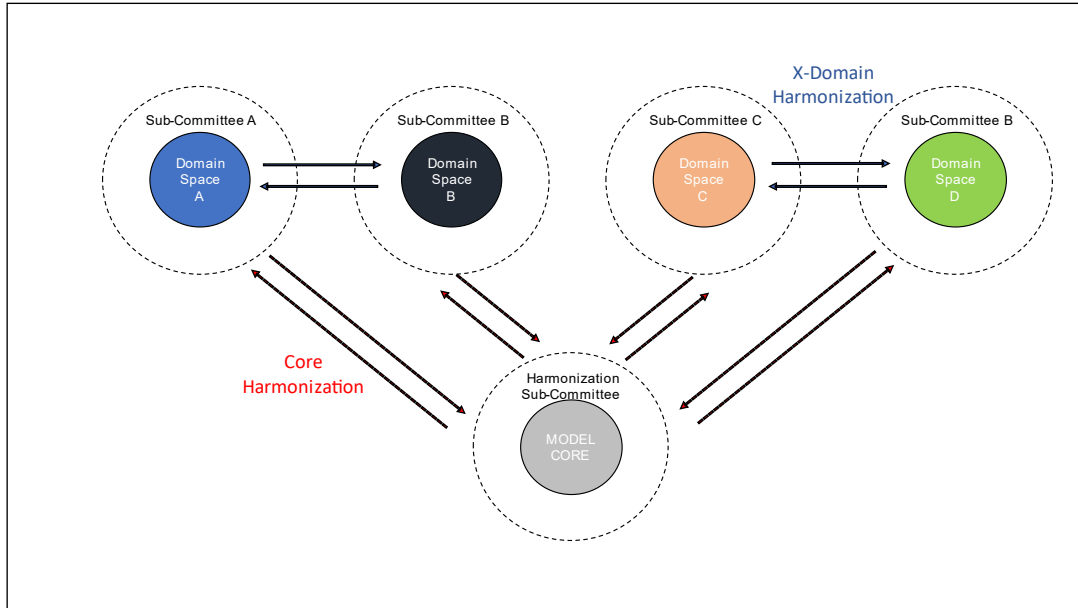 X-Domain
Harmonization
Sub-Committee A
Sub-Committee B
Sub-Committee C
Sub-Committee B
Domain
Space
A
Domain
Space
B
Domain
Space
C
Domain
Space
D
Core
Harmonization
Harmonization
Sub-Committee
MODEL
CORE